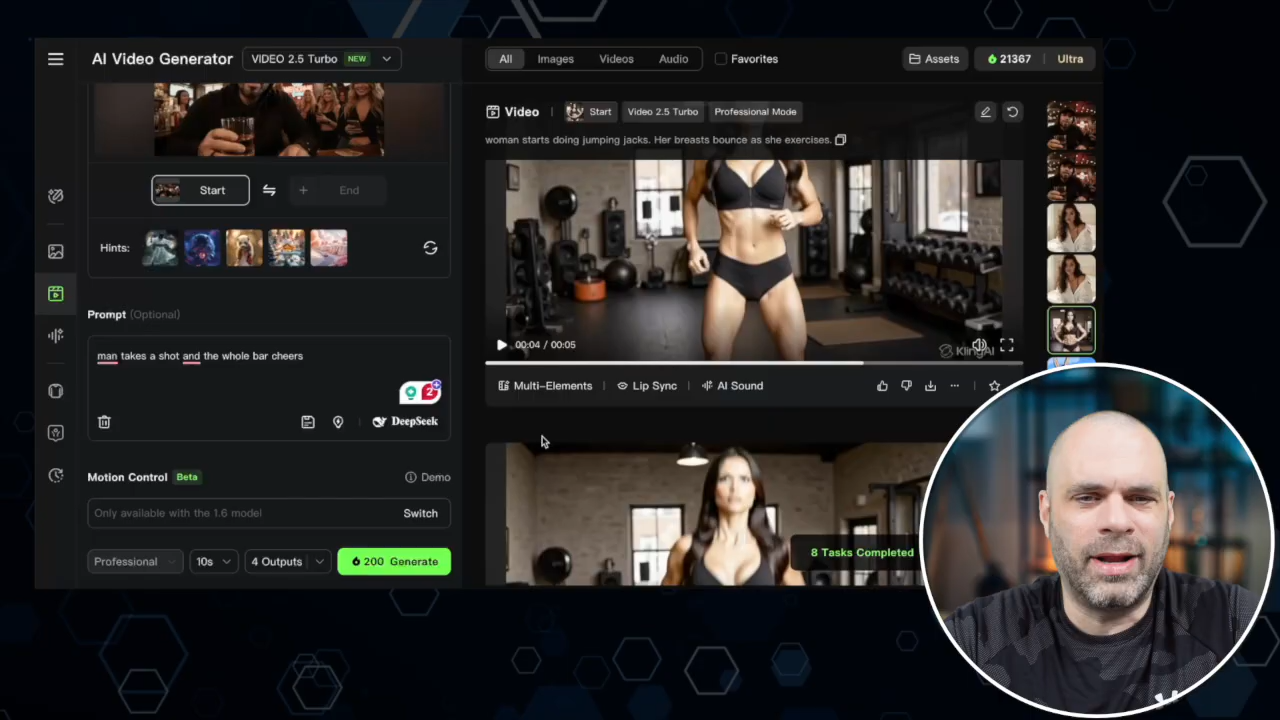 AI Video Generator
VIDEO 2.5 Turbo NEW
Start
End
Hints:
Prompt (Optional)
man takes a shot and the whole bar cheers
2
DeepSeek
Motion Control Beta
Demo
Only available with the 1.6 model
Switch
Professional
10s
4 Outputs
200 Generate
All
Images
Videos
Audio
Favorites
Assets
21367
Ultra
Video
Start
Video 2.5 Turbo
Professional Mode
woman starts doing jumping jacks. Her breasts bounce as she exercises.
00:04 / 00:05
KlingAI
Multi-Elements
Lip Sync
AI Sound
8 Tasks Completed